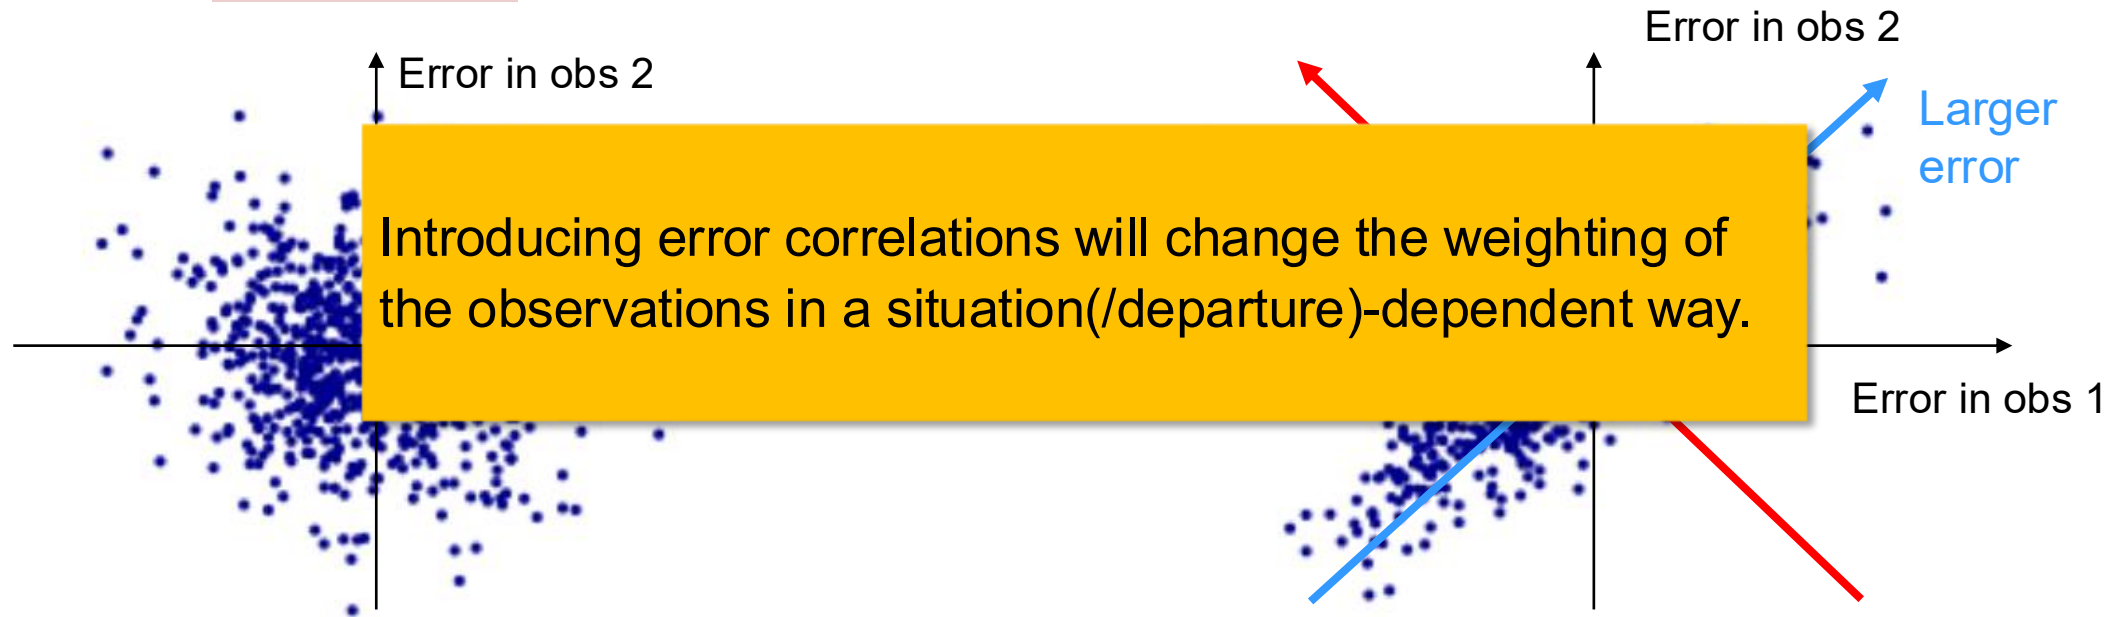 Error in obs 2
Error in obs 2
Larger
error
Introducing error correlations will change the weighting of
the observations in a situation(/departure)-dependent way.
Error in obs 1